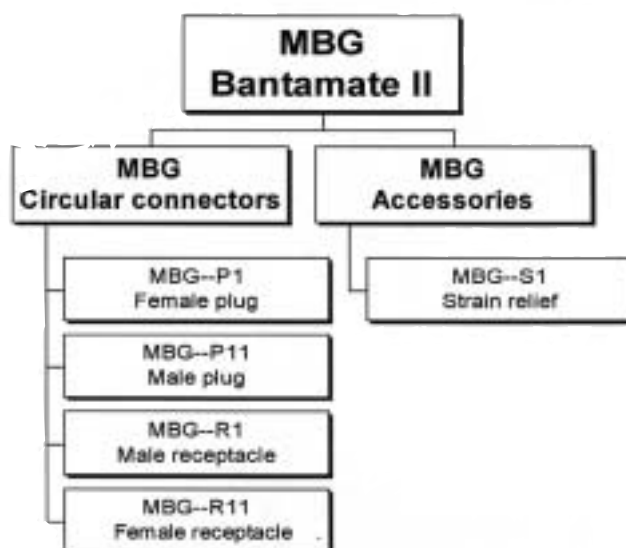 MBG
Bantamate II
MBG
Circular connectors
MBG
Accessories
MBG--P1
Female plug
MBG--P11
Male plug
MBG--R1
Male receptacle
MBG--R11
Female receptacle
MBG--S1
Strain relief